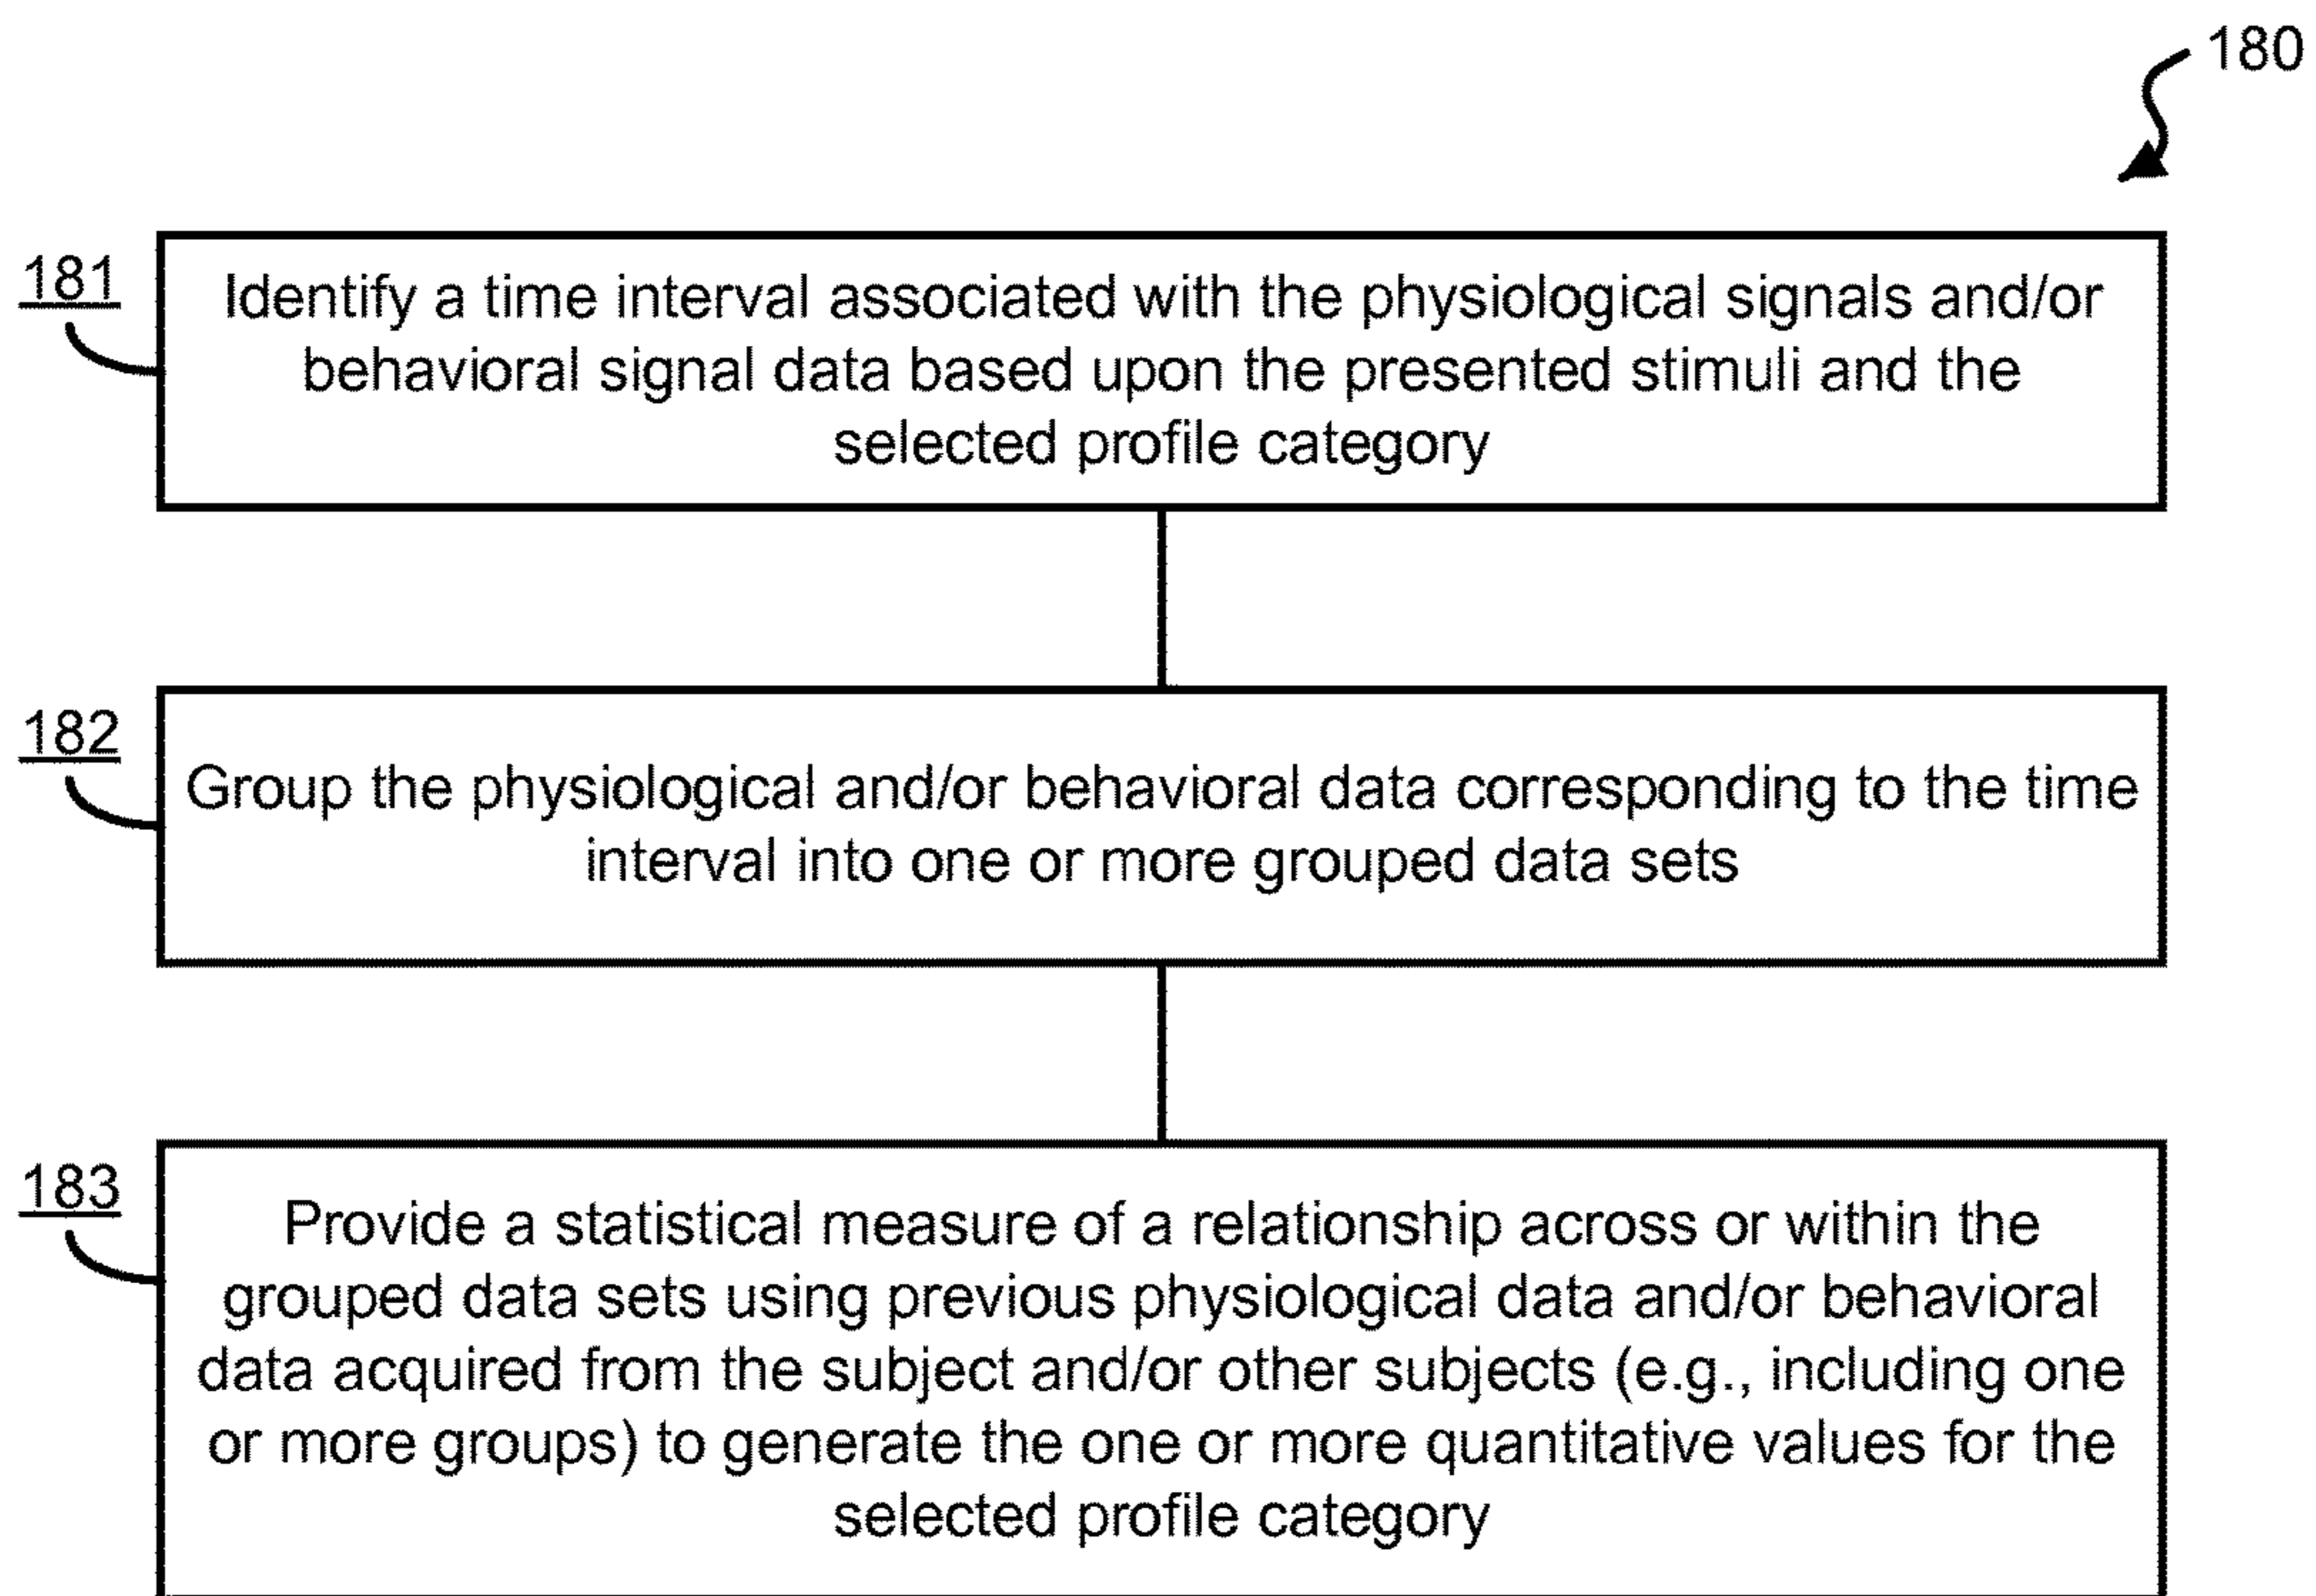 180
181
Identify a time interval associated with the physiological signals and/or
behavioral signal data based upon the presented stimuli and the
selected profile category
182
Group the physiological and/or behavioral data corresponding to the time
interval into one or more grouped data sets
183
Provide a statistical measure of a relationship across or within the
grouped data sets using previous physiological data and/or behavioral
data acquired from the subject and/or other subjects (e.g., including one
or more groups) to generate the one or more quantitative values for the
selected profile category